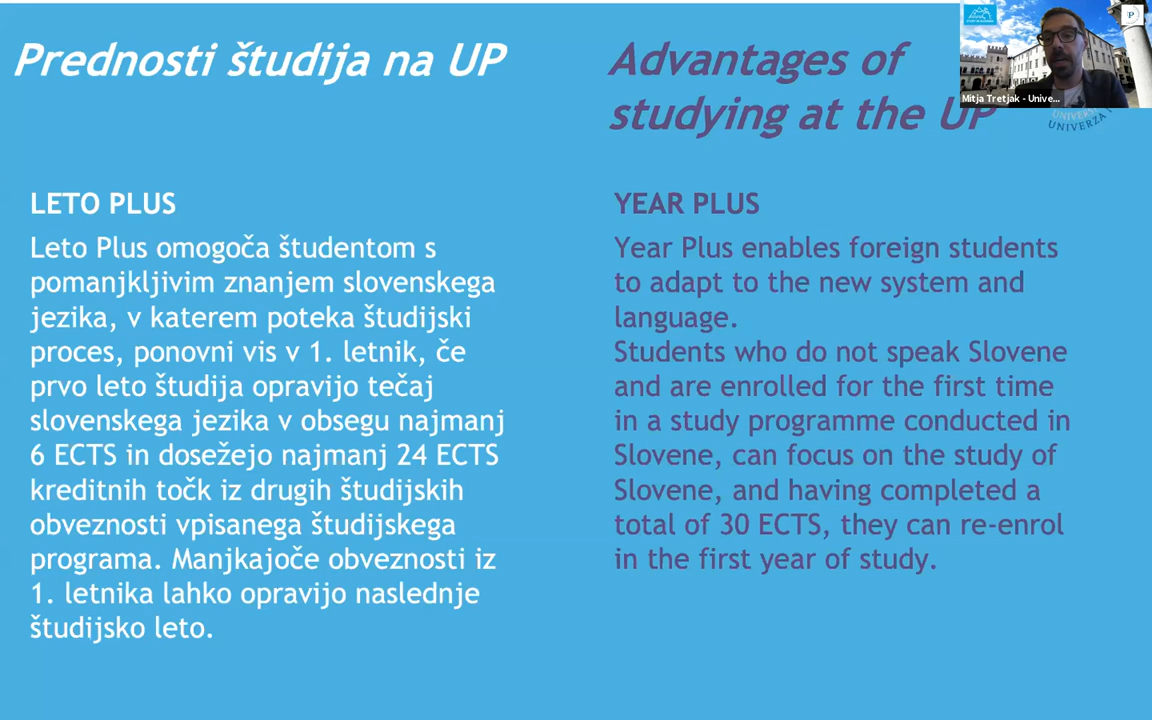 Prednosti študija na UP
LETO PLUS
Leto Plus omogoča študentom s
pomanjkljivim znanjem slovenskega
jezika, v katerem poteka študijski
proces, ponovni vis v 1. letnik, če
prvo leto študija opravijo tečaj
slovenskega jezika v obsegu najmanj
6 ECTS in dosežejo najmanj 24 ECTS
kreditnih točk iz drugih študijskih
obveznosti vpisanega študijskega
programa. Manjkajoče obveznosti iz
1. letnika lahko opravijo naslednje
študijsko leto.
Advantages of
studying at the UP
YEAR PLUS
Year Plus enables foreign students
to adapt to the new system and
language.
Students who do not speak Slovene
and are enrolled for the first time
in a study programme conducted in
Slovene, can focus on the study of
Slovene, and having completed a
total of 30 ECTS, they can re-enrol
in the first year of study.
Mitja Tretjak - Unive...
UNIVERZA